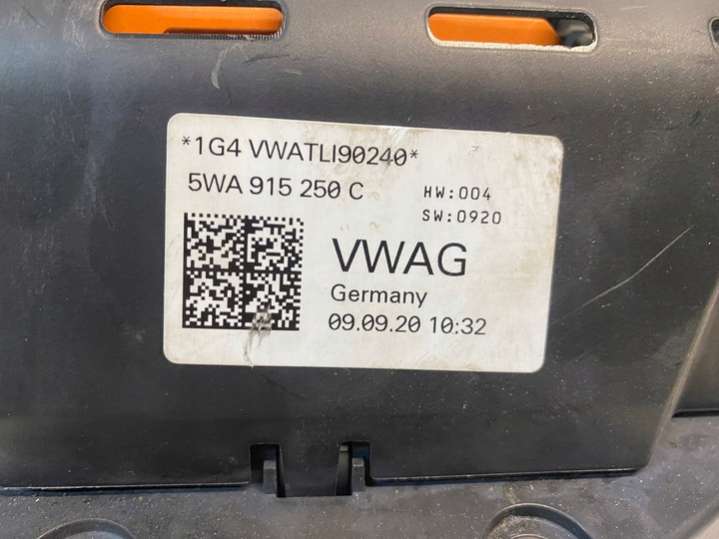 *1G4 VWATLI90240*
5WA 915 250 C
HW:004
SW:0920
VWAG
Germany
09.09.20 10:32